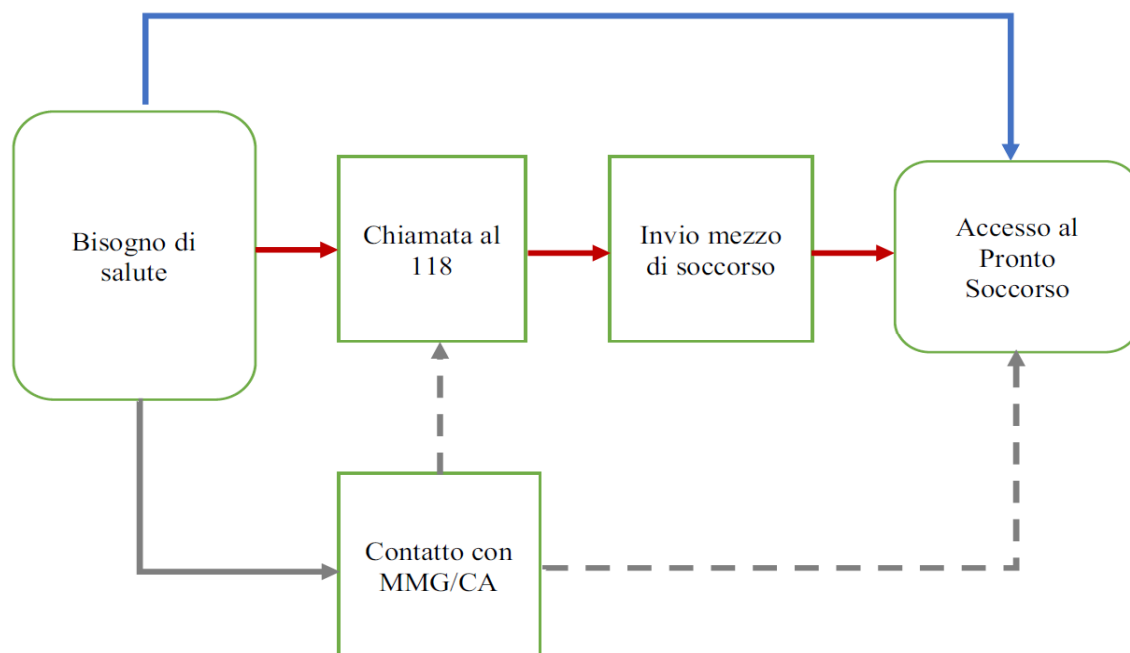 Bisogno di
salute
Chiamata al
118
Invio mezzo
di soccorso
Accesso al
Pronto
Soccorso
Contatto con
MMG/CA